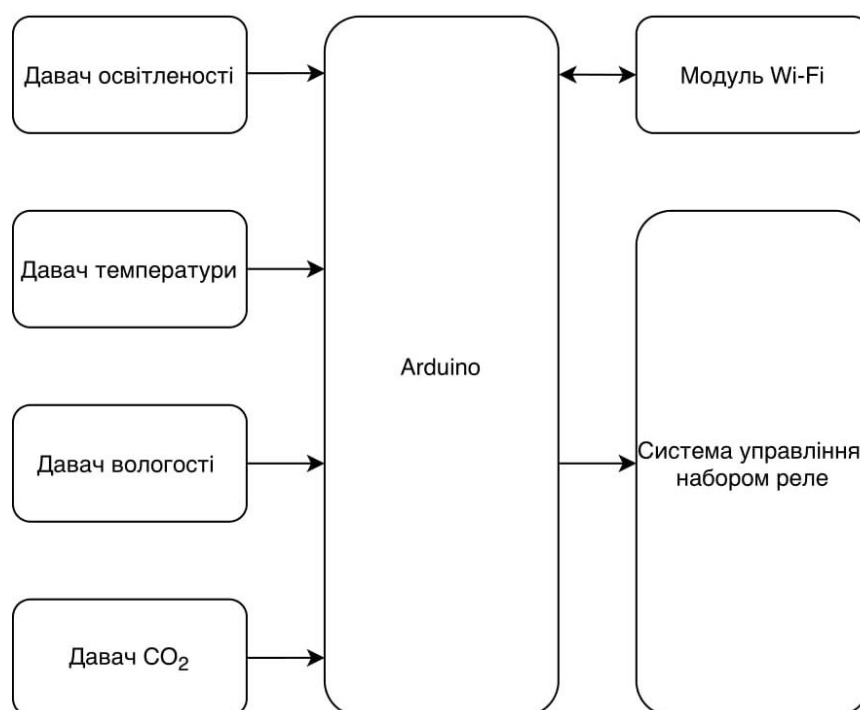 Давач освітленості
Модуль Wi-Fi
Давач температури
Arduino
Давач вологості
Система управління
набором реле
Давач CO₂